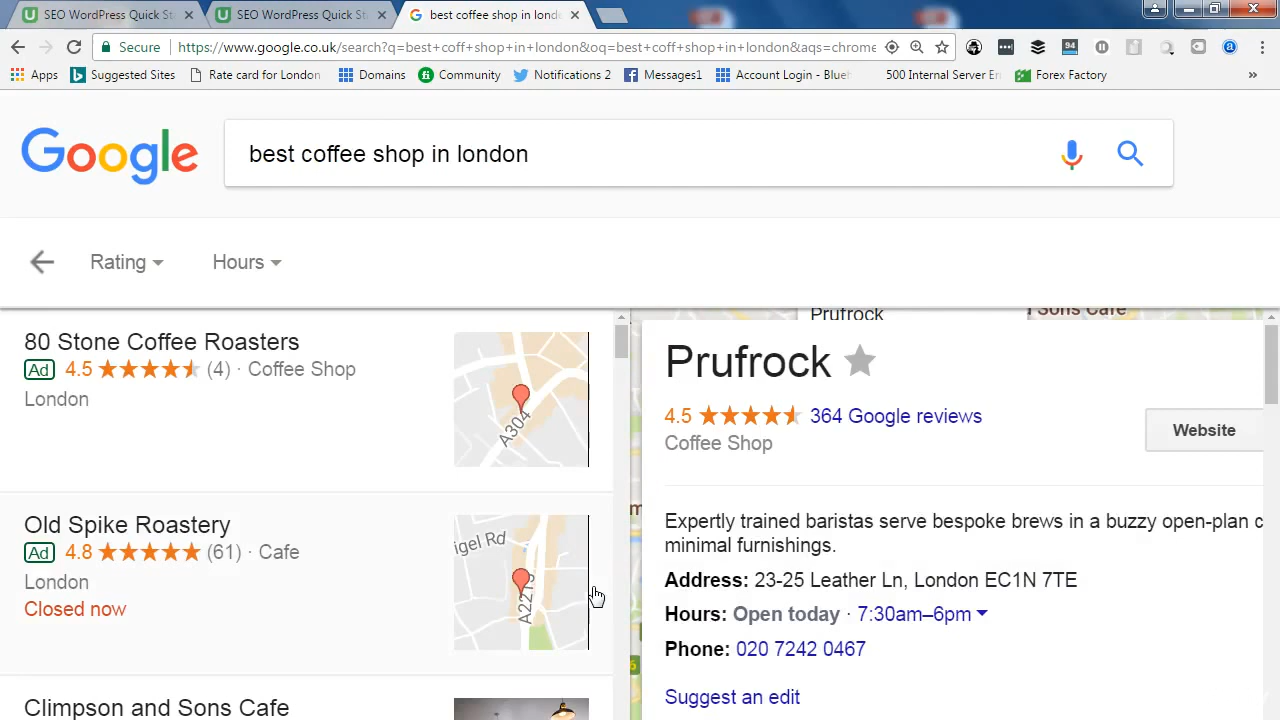 SEO WordPress Quick St
SEO WordPress Quick St
best coffee shop in lond
Secure
https://www.google.co.uk/search?q=best+coff+shop+in+london&oq=best+coff+shop+in+london&aqs=chrome
94
Apps
Suggested Sites
Rate card for London
Domains
Community
Notifications 2
Messages1
Account Login - Blueh
500 Internal Server Er
Forex Factory
»
Google
best coffee shop in london
Rating
Hours
80 Stone Coffee Roasters
Ad 4.5 (4) · Coffee Shop
London
A304
Old Spike Roastery
Ad 4.8 (61) · Cafe
London
Closed now
igel Rd
Climpson and Sons Cafe
Prufrock
Sons Cafe
Prufrock
4.5 364 Google reviews
Coffee Shop
Website
Expertly trained baristas serve bespoke brews in a buzzy open-plan c
minimal furnishings.
Address: 23-25 Leather Ln, London EC1N 7TE
Hours: Open today · 7:30am–6pm
Phone: 020 7242 0467
Suggest an edit